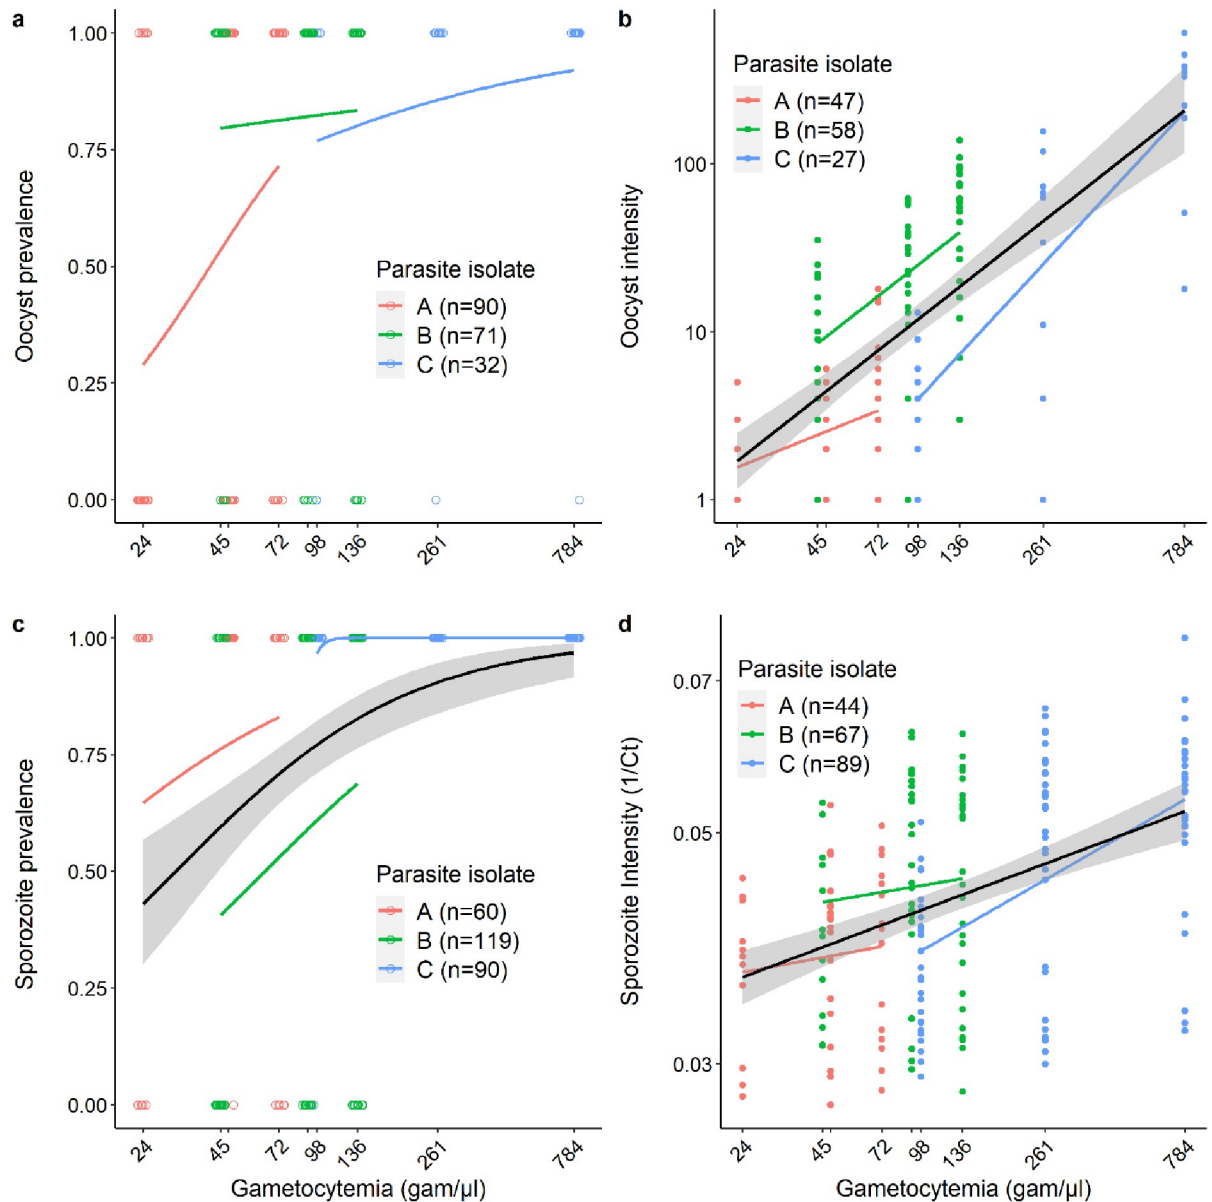 a
1.00
0.75
0.50
0.25
0.00
Oocyst prevalence
Parasite isolate
A (n=90)
B (n=71)
C (n=32)
24
45
72
98
136
261
784
b
100
10
1
Oocyst intensity
Parasite isolate
A (n=47)
B (n=58)
C (n=27)
24
45
72
98
136
261
784
c
1.00
0.75
0.50
0.25
0.00
Sporozoite prevalence
Parasite isolate
A (n=60)
B (n=119)
C (n=90)
24
45
72
98
136
261
784
Gametocytemia (gam/µl)
d
0.07
0.05
0.03
Sporozoite Intensity (1/Ct)
Parasite isolate
A (n=44)
B (n=67)
C (n=89)
24
45
72
98
136
261
784
Gametocytemia (gam/µl)